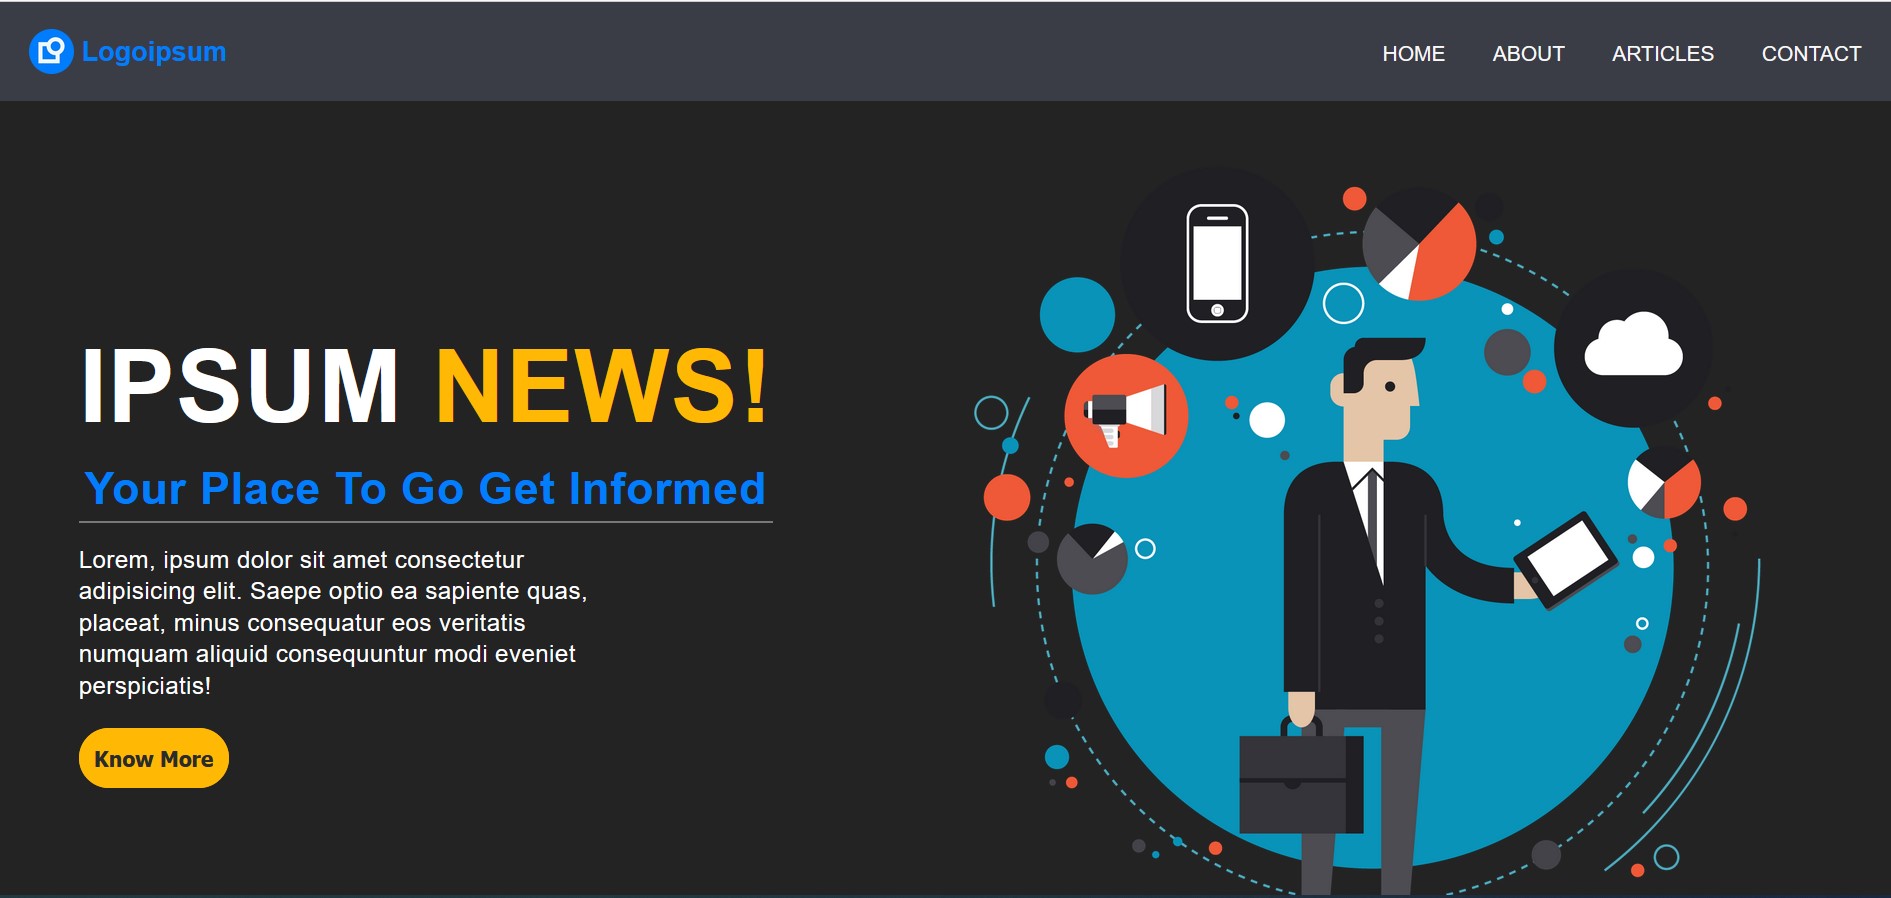 Logoipsum
HOME ABOUT ARTICLES CONTACT
IPSUM NEWS!
Your Place To Go Get Informed
Lorem, ipsum dolor sit amet consectetur
adipisicing elit. Saepe optio ea sapiente quas,
placeat, minus consequatur eos veritatis
numquam aliquid consequuntur modi eveniet
perspiciatis!
Know More